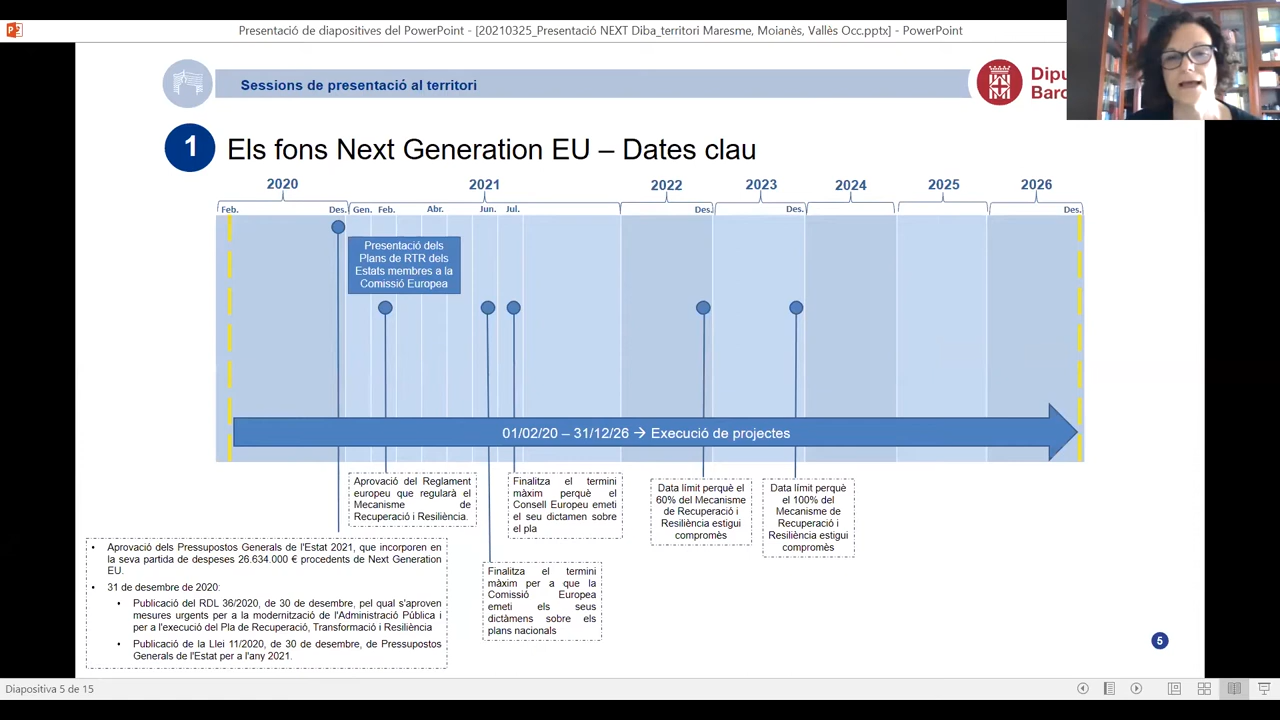 Presentació de diapositives del PowerPoint - [20210325_Presentació NEXT Diba_territori Maresme, Moianès, Vallès Occ.pptx] - PowerPoint
Sessions de presentació al territori
Dipu
Barc
1
Els fons Next Generation EU – Dates clau
2020 2021 2022 2023 2024 2025 2026
Feb. Des. Gen. Feb. Abr. Jun. Jul. Des. Des. Des.
Presentació dels
Plans de RTR dels
Estats membres a la
Comissió Europea
01/02/20 – 31/12/26 → Execució de projectes
Aprovació del Reglament
europeu que regularà el
Mecanisme de
Recuperació i Resiliència.
Finalitza el termini
màxim perquè el
Consell Europeu emeti
el seu dictamen sobre
el pla
Data límit perquè el
60% del Mecanisme
de Recuperació i
Resiliència estigui
compromès
Data límit perquè
el 100% del
Mecanisme de
Recuperació i
Resiliència estigui
compromès
• Aprovació dels Pressupostos Generals de l'Estat 2021, que incorporen en
la seva partida de despeses 26.634.000 € procedents de Next Generation
EU.
• 31 de desembre de 2020:
• Publicació del RDL 36/2020, de 30 de desembre, pel qual s'aproven
mesures urgents per a la modernització de l'Administració Pública i
per a l'execució del Pla de Recuperació, Transformació i Resiliència
• Publicació de la Llei 11/2020, de 30 de desembre, de Pressupostos
Generals de l'Estat per a l'any 2021.
Finalitza el termini
màxim per a que la
Comissió Europea
emeti els seus
dictàmens sobre els
plans nacionals
5
Diapositiva 5 de 15